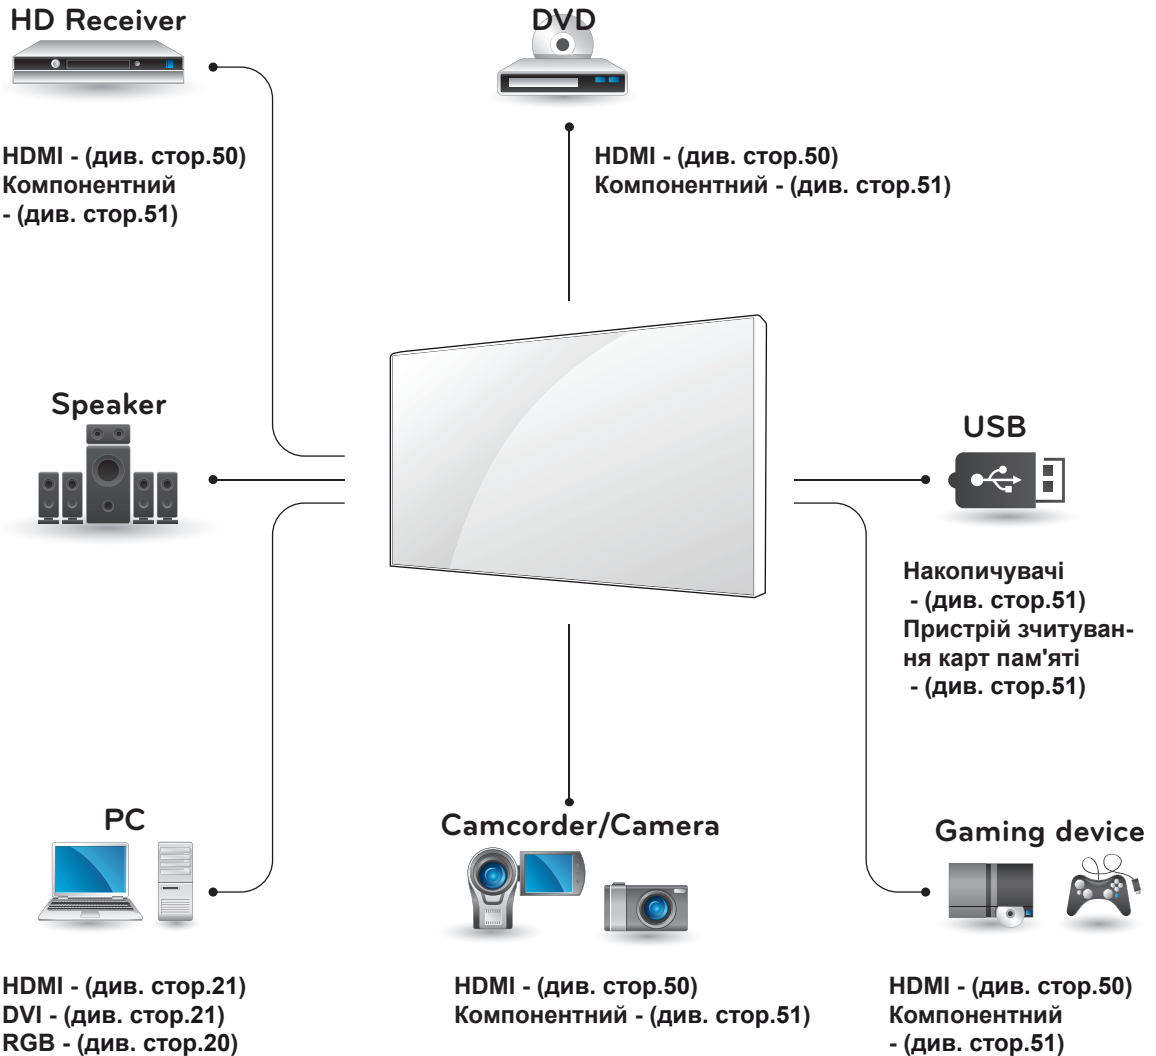 HD Receiver
HDMI - (див. стор.50)
Компонентний
- (див. стор.51)
DVD
HDMI - (див. стор.50)
Компонентний - (див. стор.51)
Speaker
USB
Накопичувачі
- (див. стор.51)
Пристрій зчитуван-
ня карт пам'яті
- (див. стор.51)
PC
HDMI - (див. стор.21)
DVI - (див. стор.21)
RGB - (див. стор.20)
Camcorder/Camera
HDMI - (див. стор.50)
Компонентний - (див. стор.51)
Gaming device
HDMI - (див. стор.50)
Компонентний
- (див. стор.51)